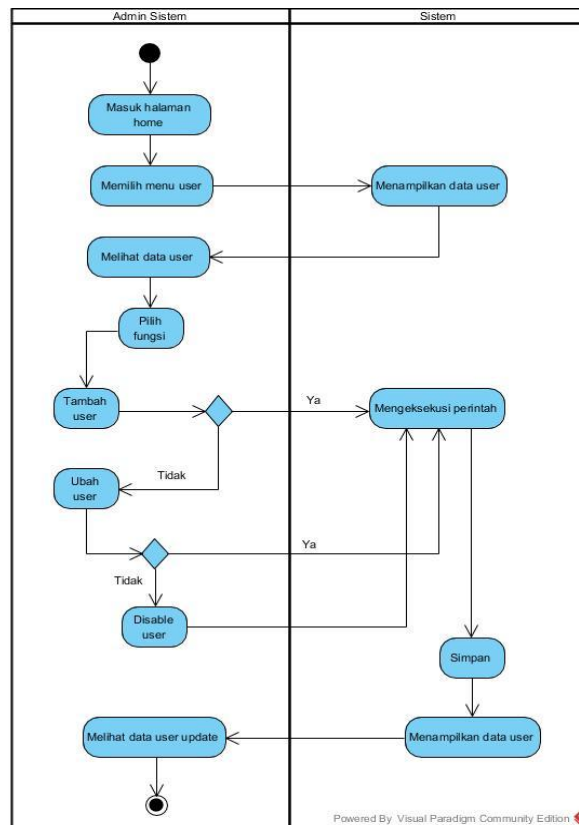 Admin Sistem
Sistem
Masuk halaman
home
Memilih menu user
Menampilkan data user
Melihat data user
Pilih
fungsi
Tambah
user
Ya
Mengeksekusi perintah
Tidak
Ubah
user
Ya
Tidak
Disable
user
Simpan
Melihat data user update
Menampilkan data user
Powered By Visual Paradigm Community Edition